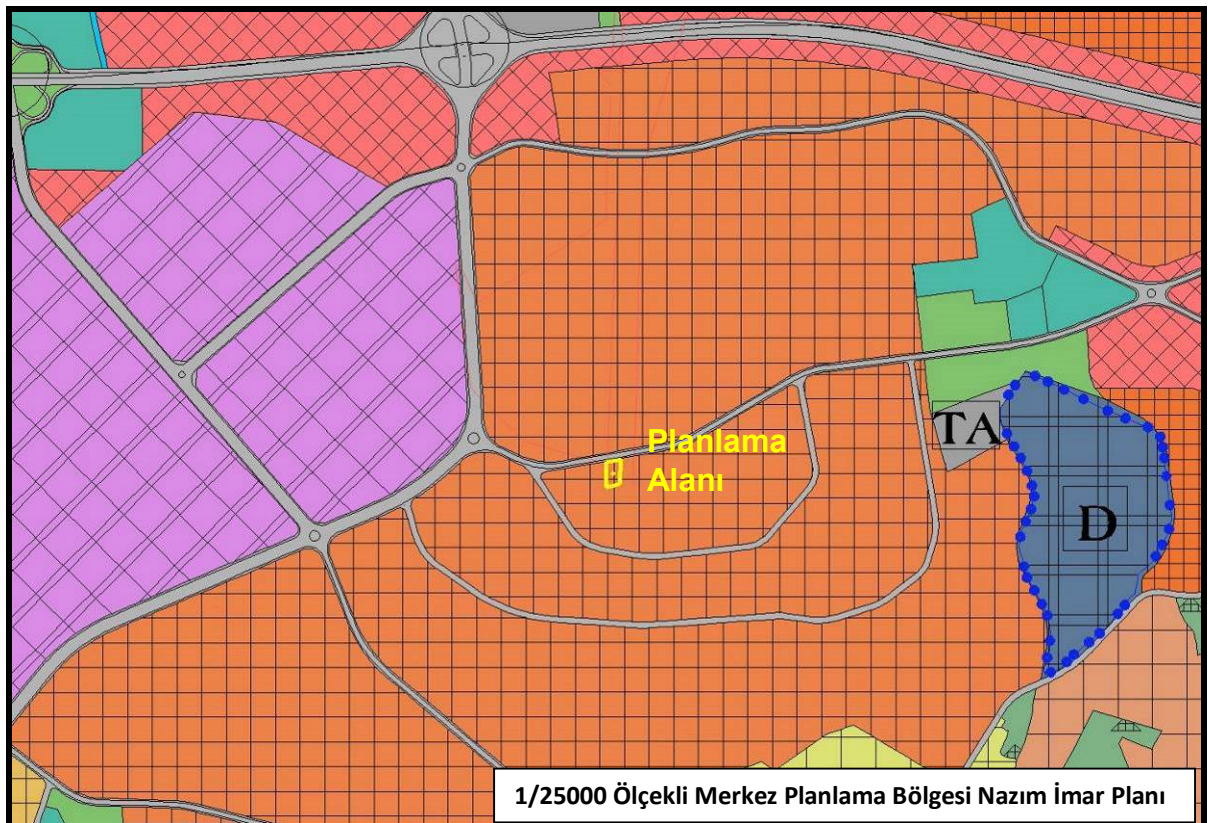 Planlama
Alanı
TA
D
1/25000 Ölçekli Merkez Planlama Bölgesi Nazım İmar Planı